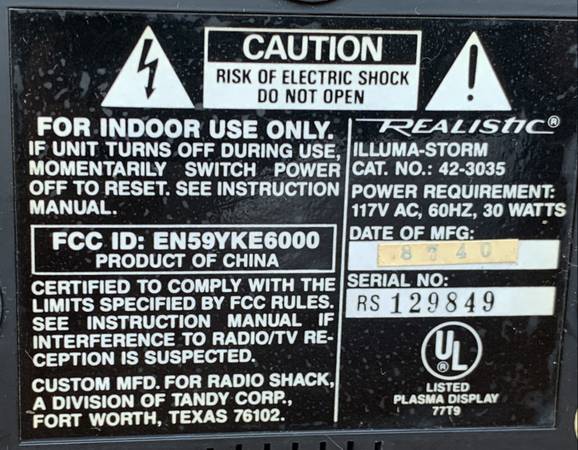 CAUTION
RISK OF ELECTRIC SHOCK
DO NOT OPEN
FOR INDOOR USE ONLY.
IF UNIT TURNS OFF DURING USE,
MOMENTARILY SWITCH POWER
OFF TO RESET. SEE INSTRUCTION
MANUAL.
FCC ID: EN59YKE6000
PRODUCT OF CHINA
CERTIFIED TO COMPLY WITH THE
LIMITS SPECIFIED BY FCC RULES.
SEE INSTRUCTION MANUAL IF
INTERFERENCE TO RADIO/TV RE-
CEPTION IS SUSPECTED.
CUSTOM MFD. FOR RADIO SHACK,
A DIVISION OF TANDY CORP.,
FORT WORTH, TEXAS 76102.
REALISTIC®
ILLUMA-STORM
CAT. NO.: 42-3035
POWER REQUIREMENT:
117V AC, 60HZ, 30 WATTS
DATE OF MFG:
8740
SERIAL NO:
RS 129849
UL®
LISTED
PLASMA DISPLAY
77T9